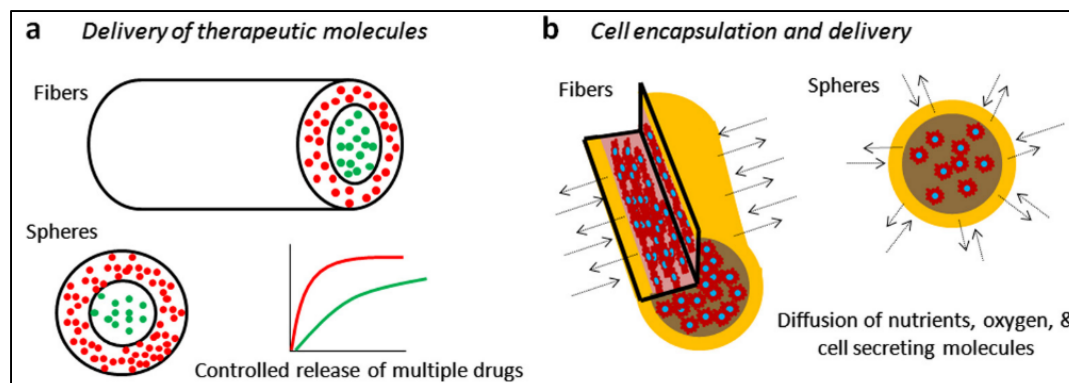 a Delivery of therapeutic molecules
Fibers
Spheres
Controlled release of multiple drugs
b Cell encapsulation and delivery
Fibers
Spheres
Diffusion of nutrients, oxygen, &
cell secreting molecules